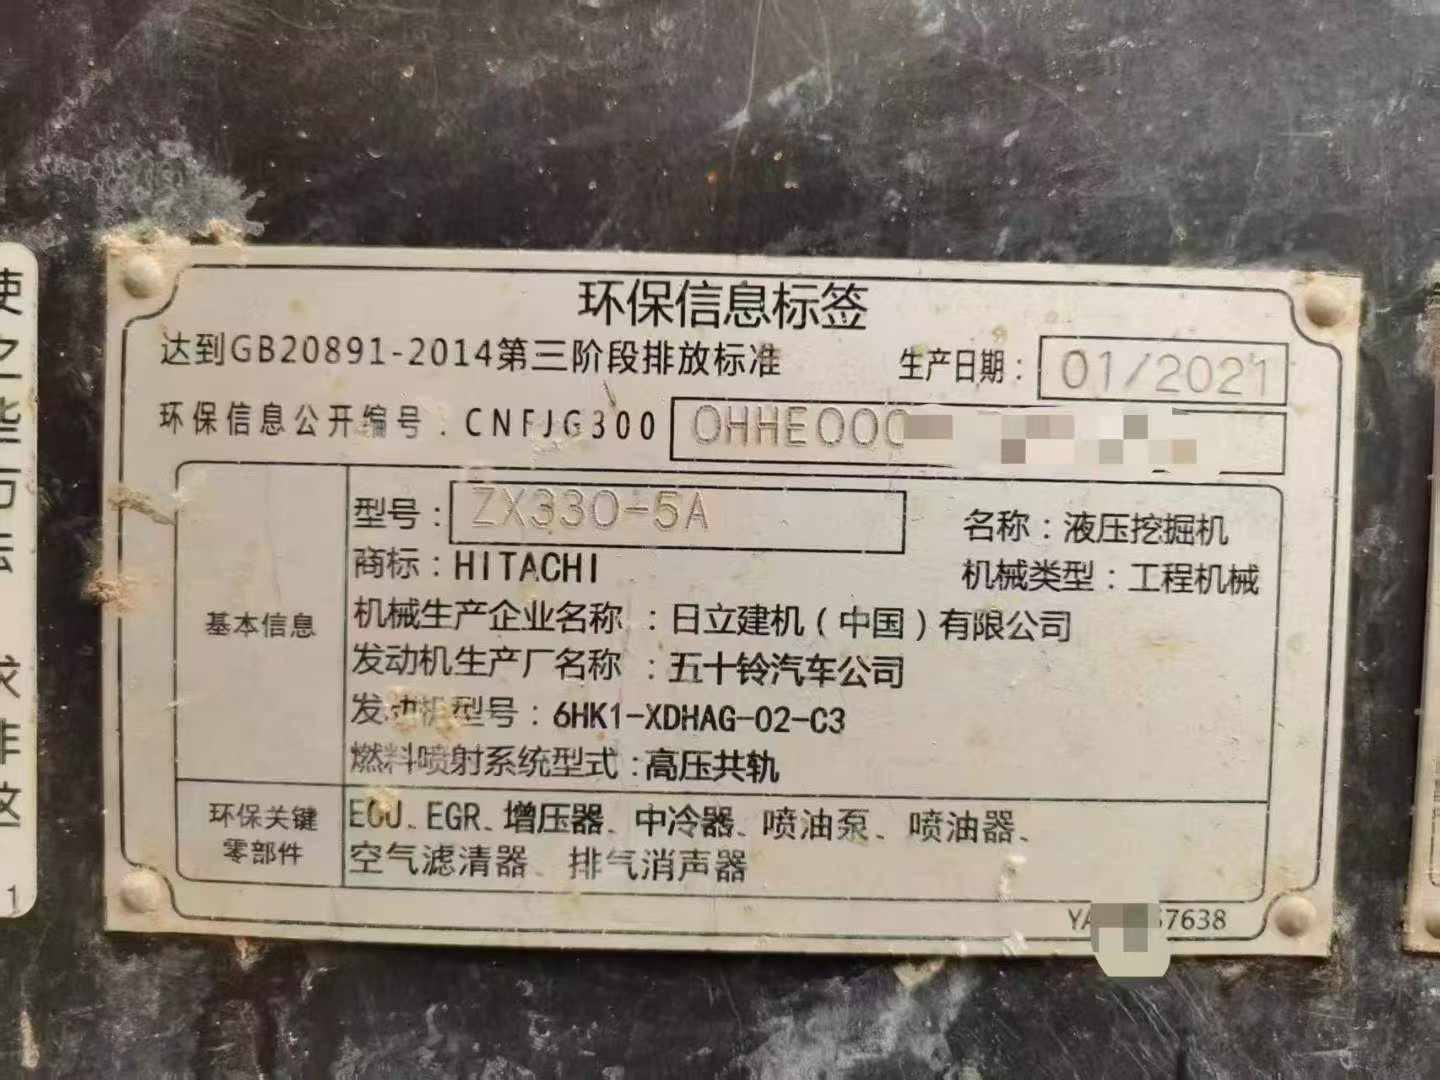 环保信息标签
达到GB20891-2014第三阶段排放标准 生产日期：01/2021
环保信息公开编号：CNFJG300 0HHE000
基本信息
型号：ZX330-5A 名称：液压挖掘机
商标：HITACHI 机械类型：工程机械
机械生产企业名称：日立建机（中国）有限公司
发动机生产厂名称：五十铃汽车公司
发动机型号：6HK1-XDHAG-02-C3
燃料喷射系统型式：高压共轨
环保关键
零部件
ECU、EGR、增压器、中冷器、喷油泵、喷油器、
空气滤清器、排气消声器
YA 67638
使
非
这
1